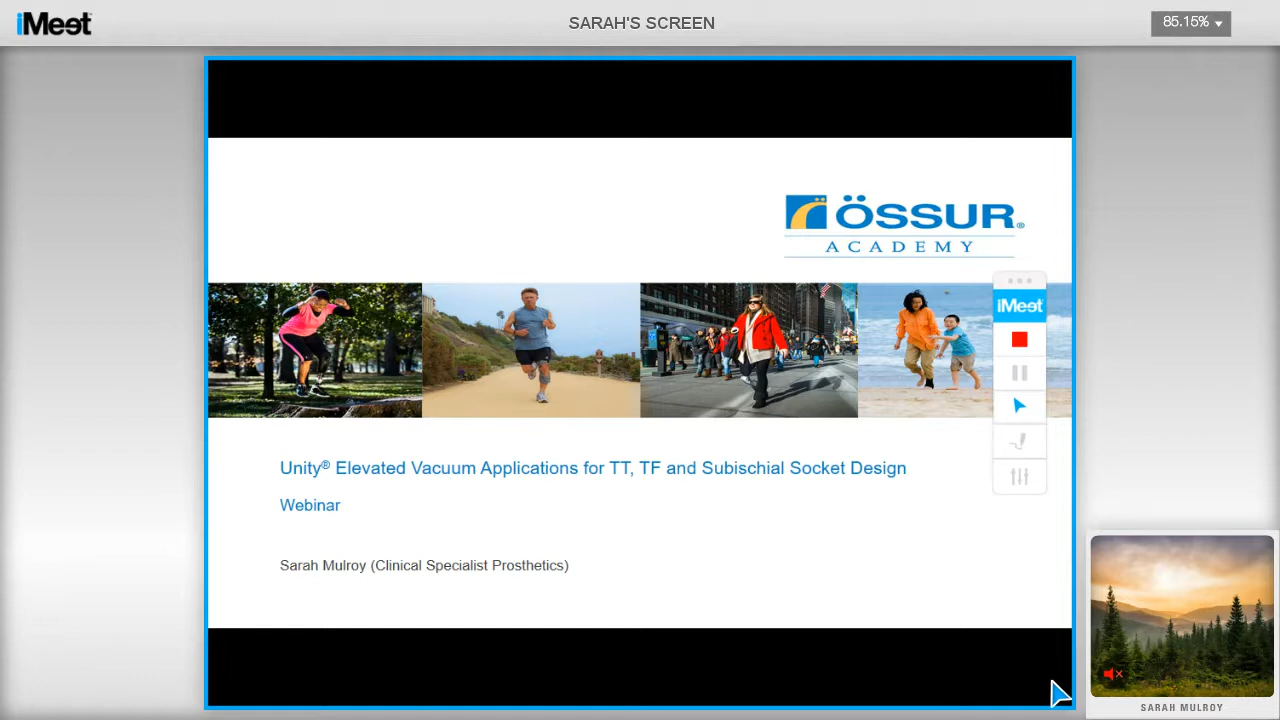 iMeet
SARAH'S SCREEN
85.15%
ÖSSUR®
ACADEMY
iMeet
Unity® Elevated Vacuum Applications for TT, TF and Subischial Socket Design
Webinar
Sarah Mulroy (Clinical Specialist Prosthetics)
SARAH MULROY